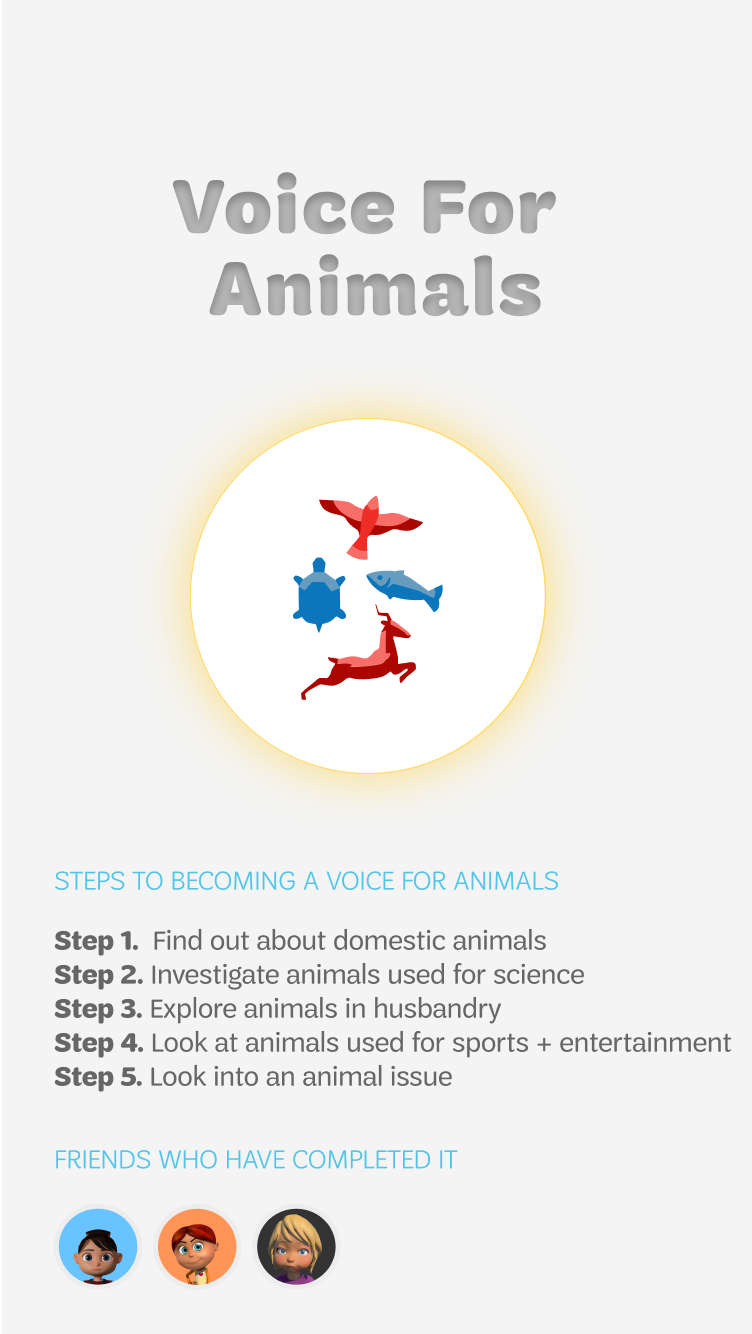 Voice For
Animals
STEPS TO BECOMING A VOICE FOR ANIMALS
Step 1. Find out about domestic animals
Step 2. Investigate animals used for science
Step 3. Explore animals in husbandry
Step 4. Look at animals used for sports + entertainment
Step 5. Look into an animal issue
FRIENDS WHO HAVE COMPLETED IT